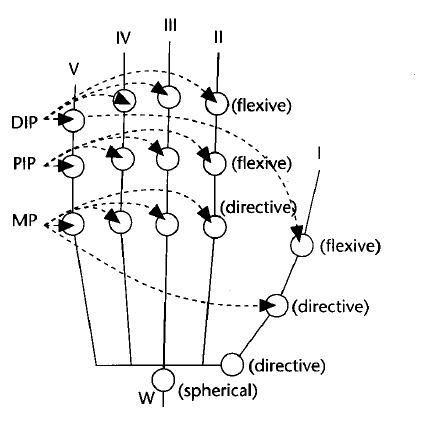 III
IV
II
V
(flexive)
DIP
I
PIP
(flexive)
(directive)
MP
(flexive)
(directive)
(directive)
(spherical)
W